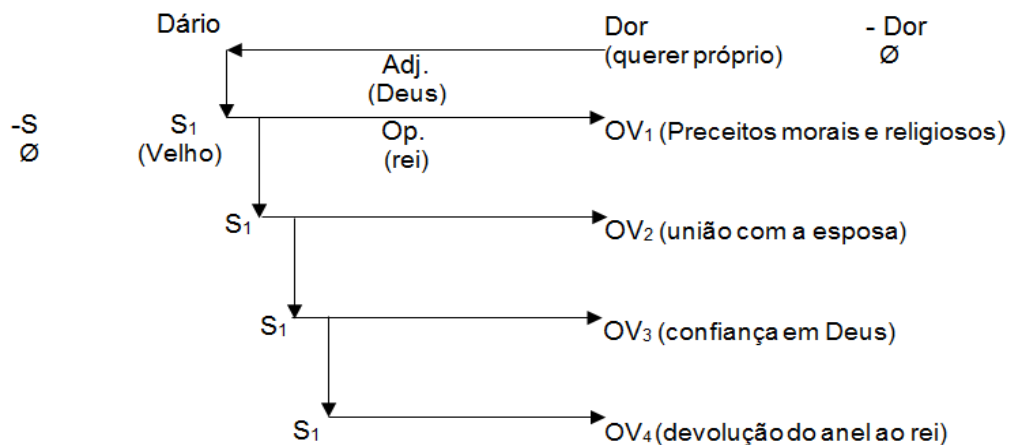 Dário Dor - Dor
(querer próprio) Ø
Adj.
(Deus)
-S S1 OV1 (Preceitos morais e religiosos)
Ø (Velho) Op.
(rei)
S1 OV2 (união com a esposa)
S1 OV3 (confiança em Deus)
S1 OV4 (devolução do anel ao rei)